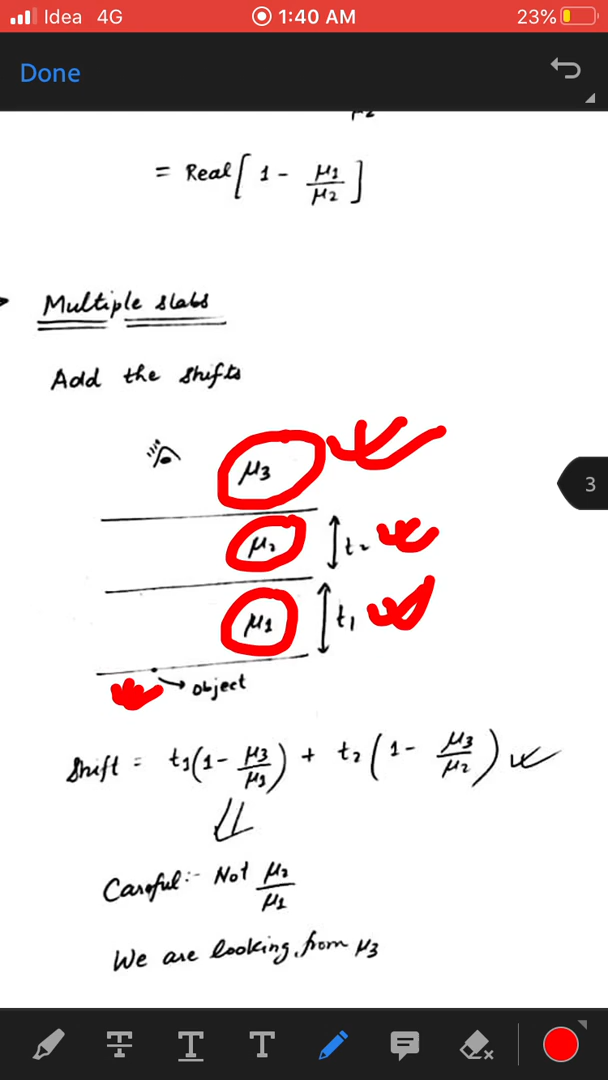 Idea 4G 1:40 AM 23%
Done
μ2
= Real [ 1 - μ1/μ2 ]
Multiple slabs
Add the shifts
μ3
μ2 t2
μ1 t1
object
Shift = t1(1 - μ3/μ1) + t2(1 - μ3/μ2)
Careful:- Not μ2/μ1
We are looking from μ3
3
T T T